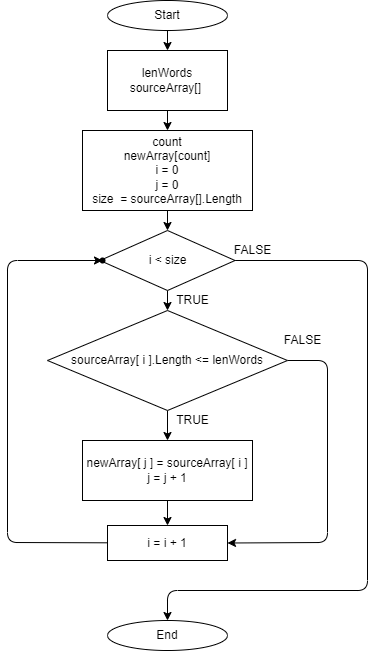 Start
lenWords
sourceArray[]
count
newArray[count]
i = 0
j = 0
size = sourceArray[].Length
i < size
FALSE
TRUE
FALSE
sourceArray[ i ].Length <= lenWords
TRUE
newArray[ j ] = sourceArray[ i ]
j = j + 1
i = i + 1
End